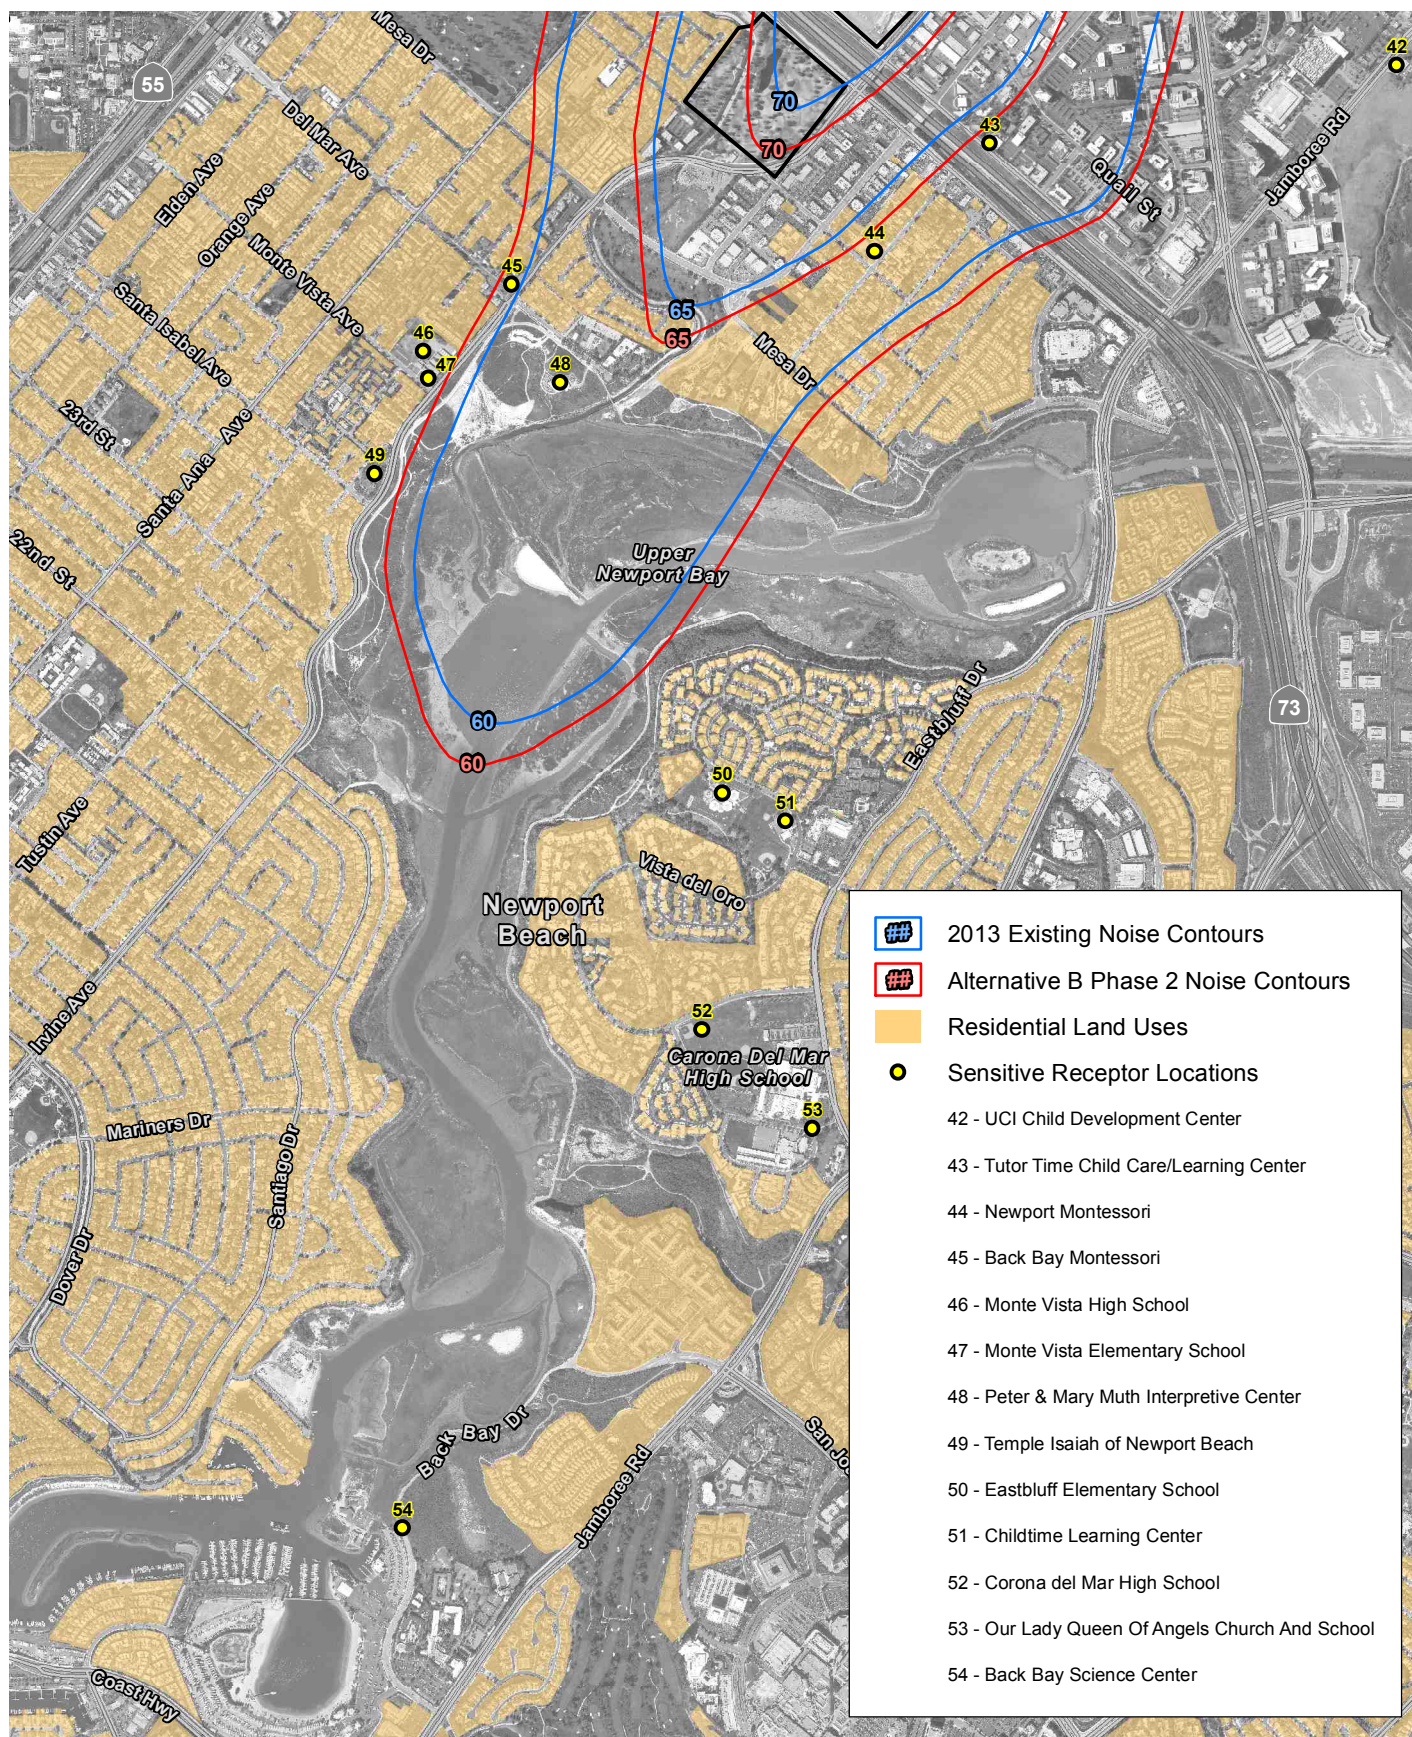 Mesa Dr
55
42
Del Mar Ave
70
70
43
Jamboree Rd
Quail St
Elden Ave
Orange Ave
Monte Vista Ave
44
45
Santa Isabel Ave
65
65
46
47
48
Mesa Dr
23rd St
Santa Ana Ave
49
22nd St
Upper
Newport Bay
Eastbluff Dr
73
60
60
50
51
Tustin Ave
Vista del Oro
Newport
Beach
Irvine Ave
52
Carona Del Mar
High School
53
Mariners Dr
Santiago Dr
Dover Dr
Back Bay Dr
Jamboree Rd
San Joa
54
Coast Hwy
## 2013 Existing Noise Contours
## Alternative B Phase 2 Noise Contours
Residential Land Uses
Sensitive Receptor Locations
42 - UCI Child Development Center
43 - Tutor Time Child Care/Learning Center
44 - Newport Montessori
45 - Back Bay Montessori
46 - Monte Vista High School
47 - Monte Vista Elementary School
48 - Peter & Mary Muth Interpretive Center
49 - Temple Isaiah of Newport Beach
50 - Eastbluff Elementary School
51 - Childtime Learning Center
52 - Corona del Mar High School
53 - Our Lady Queen Of Angels Church And School
54 - Back Bay Science Center